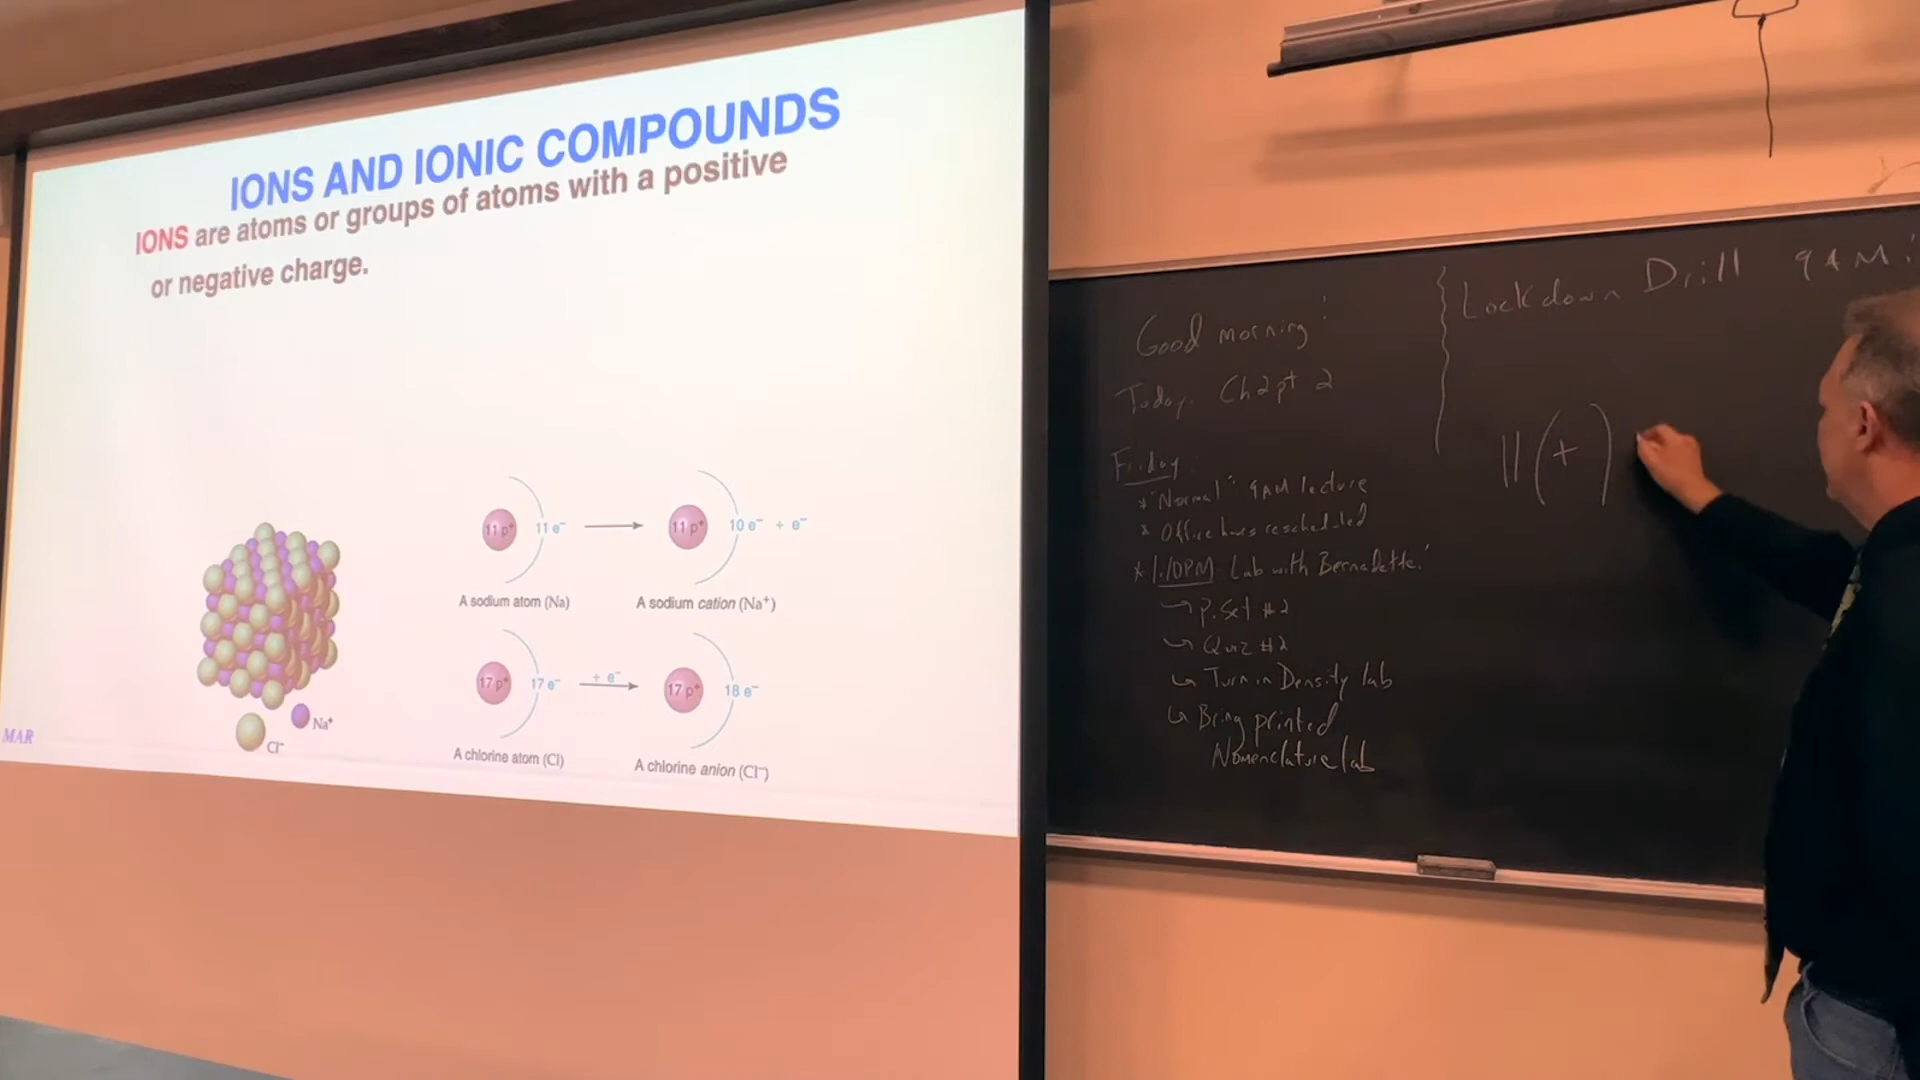 IONS AND IONIC COMPOUNDS
IONS are atoms or groups of atoms with a positive
or negative charge.
11 p⁺ 11 e⁻
11 p⁺ 10 e⁻ + e⁻
A sodium atom (Na)
A sodium cation (Na⁺)
17 p⁺ 17 e⁻
+ e⁻
17 p⁺ 18 e⁻
A chlorine atom (Cl)
A chlorine anion (Cl⁻)
Na⁺
Cl⁻
MAR
Good morning!
Today: Chapt 2
Friday:
* "Normal" 9AM lecture
* Office hours rescheduled
* 1:10PM Lab with Bernadette!
↳ P. Set #2
↳ Quiz #2
↳ Turn in Density lab
↳ Bring printed
Nomenclature lab
Lockdown Drill 9AM!
11(+)